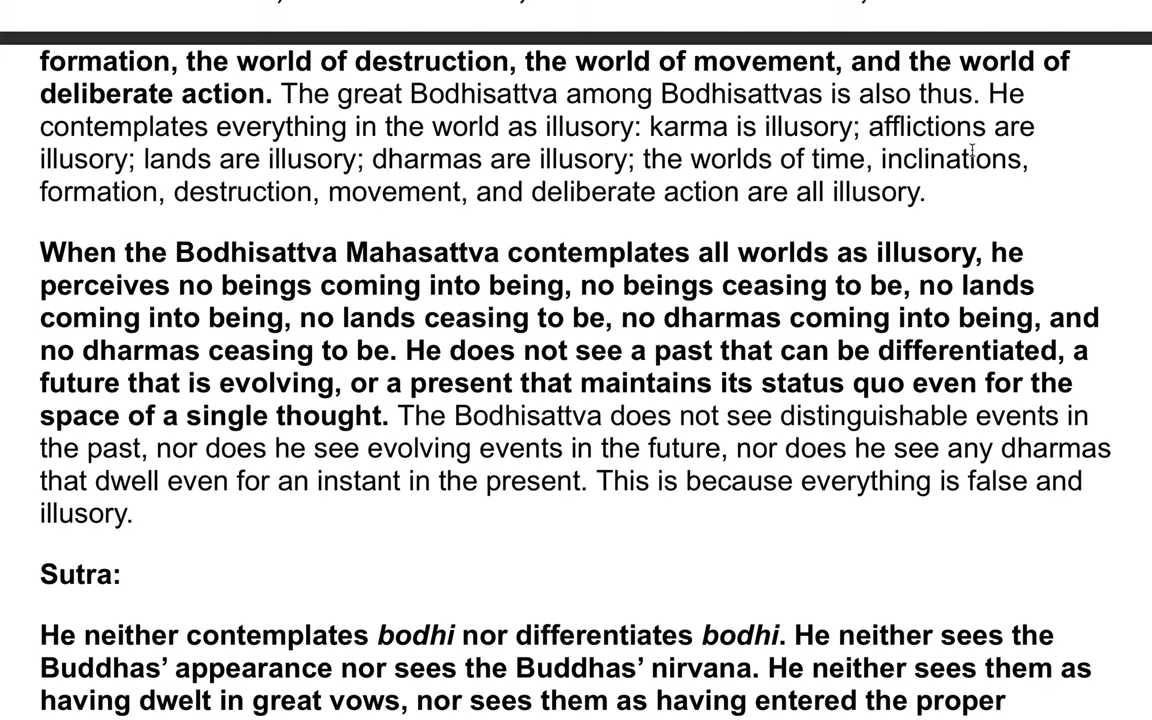 formation, the world of destruction, the world of movement, and the world of
deliberate action. The great Bodhisattva among Bodhisattvas is also thus. He
contemplates everything in the world as illusory: karma is illusory; afflictions are
illusory; lands are illusory; dharmas are illusory; the worlds of time, inclinations,
formation, destruction, movement, and deliberate action are all illusory.
When the Bodhisattva Mahasattva contemplates all worlds as illusory, he
perceives no beings coming into being, no beings ceasing to be, no lands
coming into being, no lands ceasing to be, no dharmas coming into being, and
no dharmas ceasing to be. He does not see a past that can be differentiated, a
future that is evolving, or a present that maintains its status quo even for the
space of a single thought. The Bodhisattva does not see distinguishable events in
the past, nor does he see evolving events in the future, nor does he see any dharmas
that dwell even for an instant in the present. This is because everything is false and
illusory.
Sutra:
He neither contemplates bodhi nor differentiates bodhi. He neither sees the
Buddhas’ appearance nor sees the Buddhas’ nirvana. He neither sees them as
having dwelt in great vows, nor sees them as having entered the proper